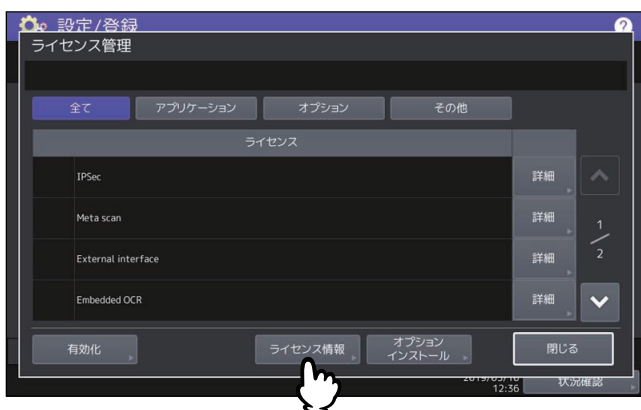 設定/登録
?
ライセンス管理
全て アプリケーション オプション その他
ライセンス
IPSec 詳細
Meta scan 詳細
1
External interface 詳細
2
Embedded OCR 詳細
有効化 ライセンス情報 オプション
インストール 閉じる
12:36 状況確認